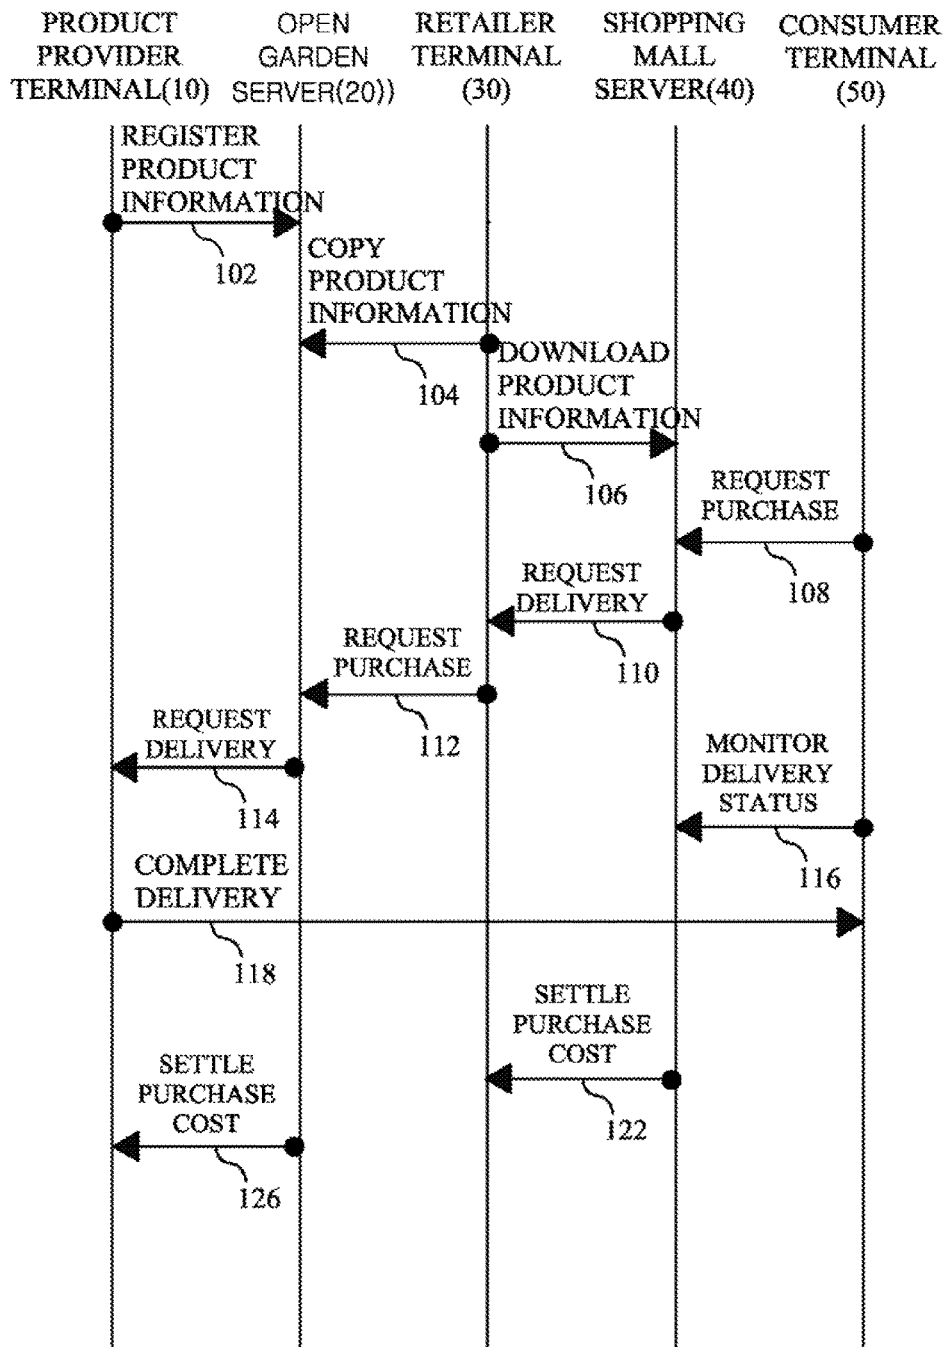 PRODUCT
PROVIDER
TERMINAL(10)
OPEN
GARDEN
SERVER(20))
RETAILER
TERMINAL
(30)
SHOPPING
MALL
SERVER(40)
CONSUMER
TERMINAL
(50)
REGISTER
PRODUCT
INFORMATION
102
COPY
PRODUCT
INFORMATION
104
DOWNLOAD
PRODUCT
INFORMATION
106
REQUEST
PURCHASE
108
REQUEST
DELIVERY
110
REQUEST
PURCHASE
112
REQUEST
DELIVERY
114
MONITOR
DELIVERY
STATUS
116
COMPLETE
DELIVERY
118
SETTLE
PURCHASE
COST
122
SETTLE
PURCHASE
COST
126